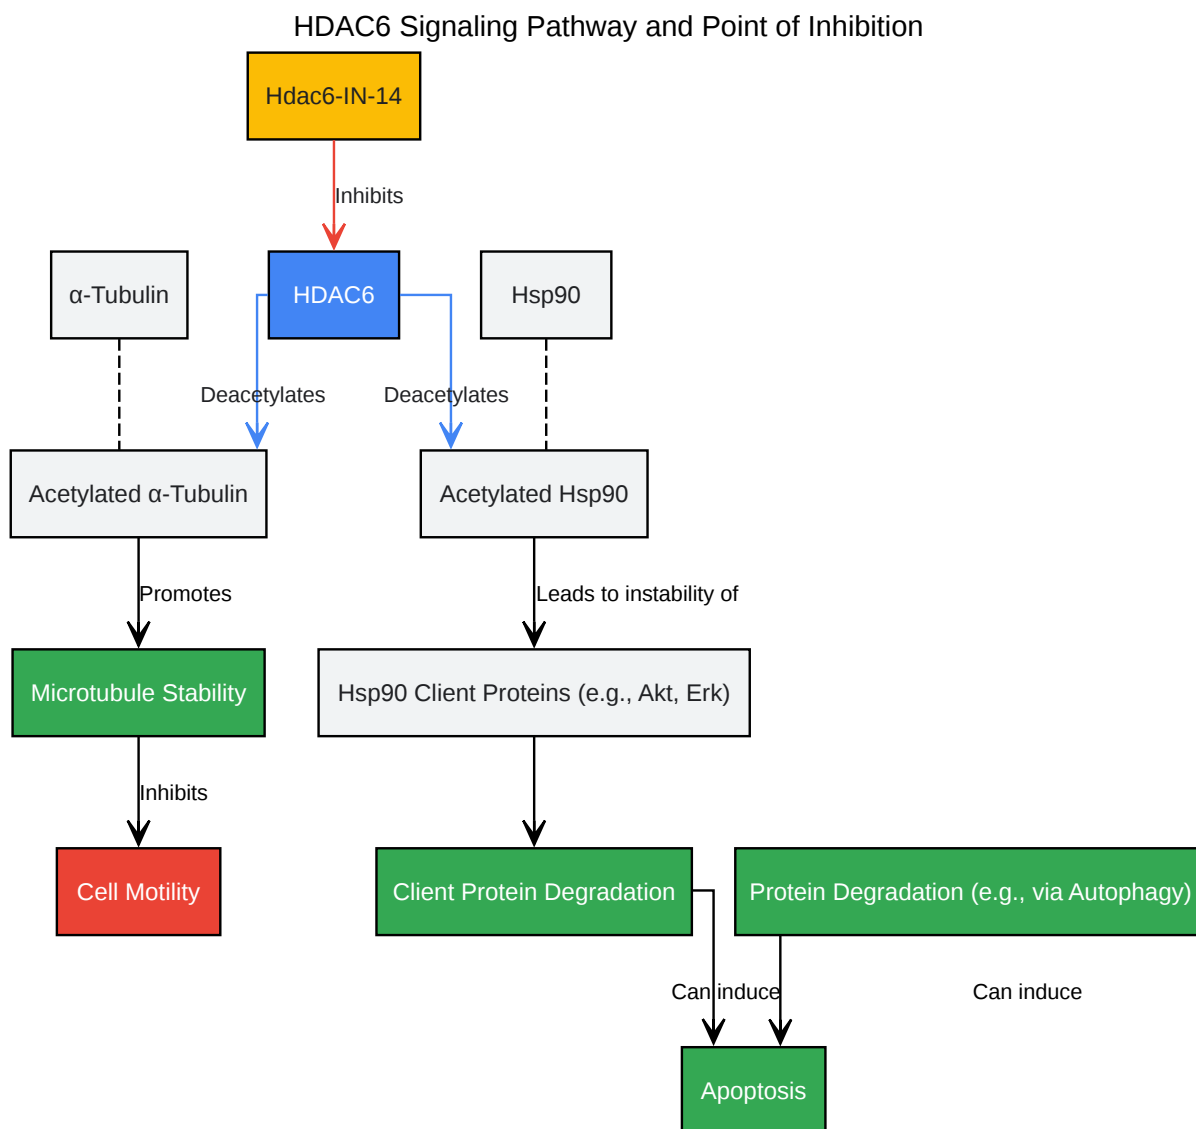 HDAC6 Signaling Pathway and Point of Inhibition
Hdac6-IN-14
Inhibits
α-Tubulin
HDAC6
Hsp90
Deacetylates
Deacetylates
Acetylated α-Tubulin
Acetylated Hsp90
Promotes
Leads to instability of
Microtubule Stability
Hsp90 Client Proteins (e.g., Akt, Erk)
Inhibits
Cell Motility
Client Protein Degradation
Protein Degradation (e.g., via Autophagy)
Can induce
Can induce
Apoptosis